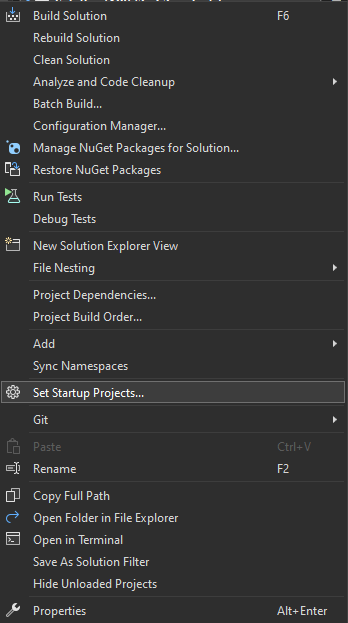 Build Solution F6
Rebuild Solution
Clean Solution
Analyze and Code Cleanup
Batch Build...
Configuration Manager...
Manage NuGet Packages for Solution...
Restore NuGet Packages
Run Tests
Debug Tests
New Solution Explorer View
File Nesting
Project Dependencies...
Project Build Order...
Add
Sync Namespaces
Set Startup Projects...
Git
Paste Ctrl+V
Rename F2
Copy Full Path
Open Folder in File Explorer
Open in Terminal
Save As Solution Filter
Hide Unloaded Projects
Properties Alt+Enter